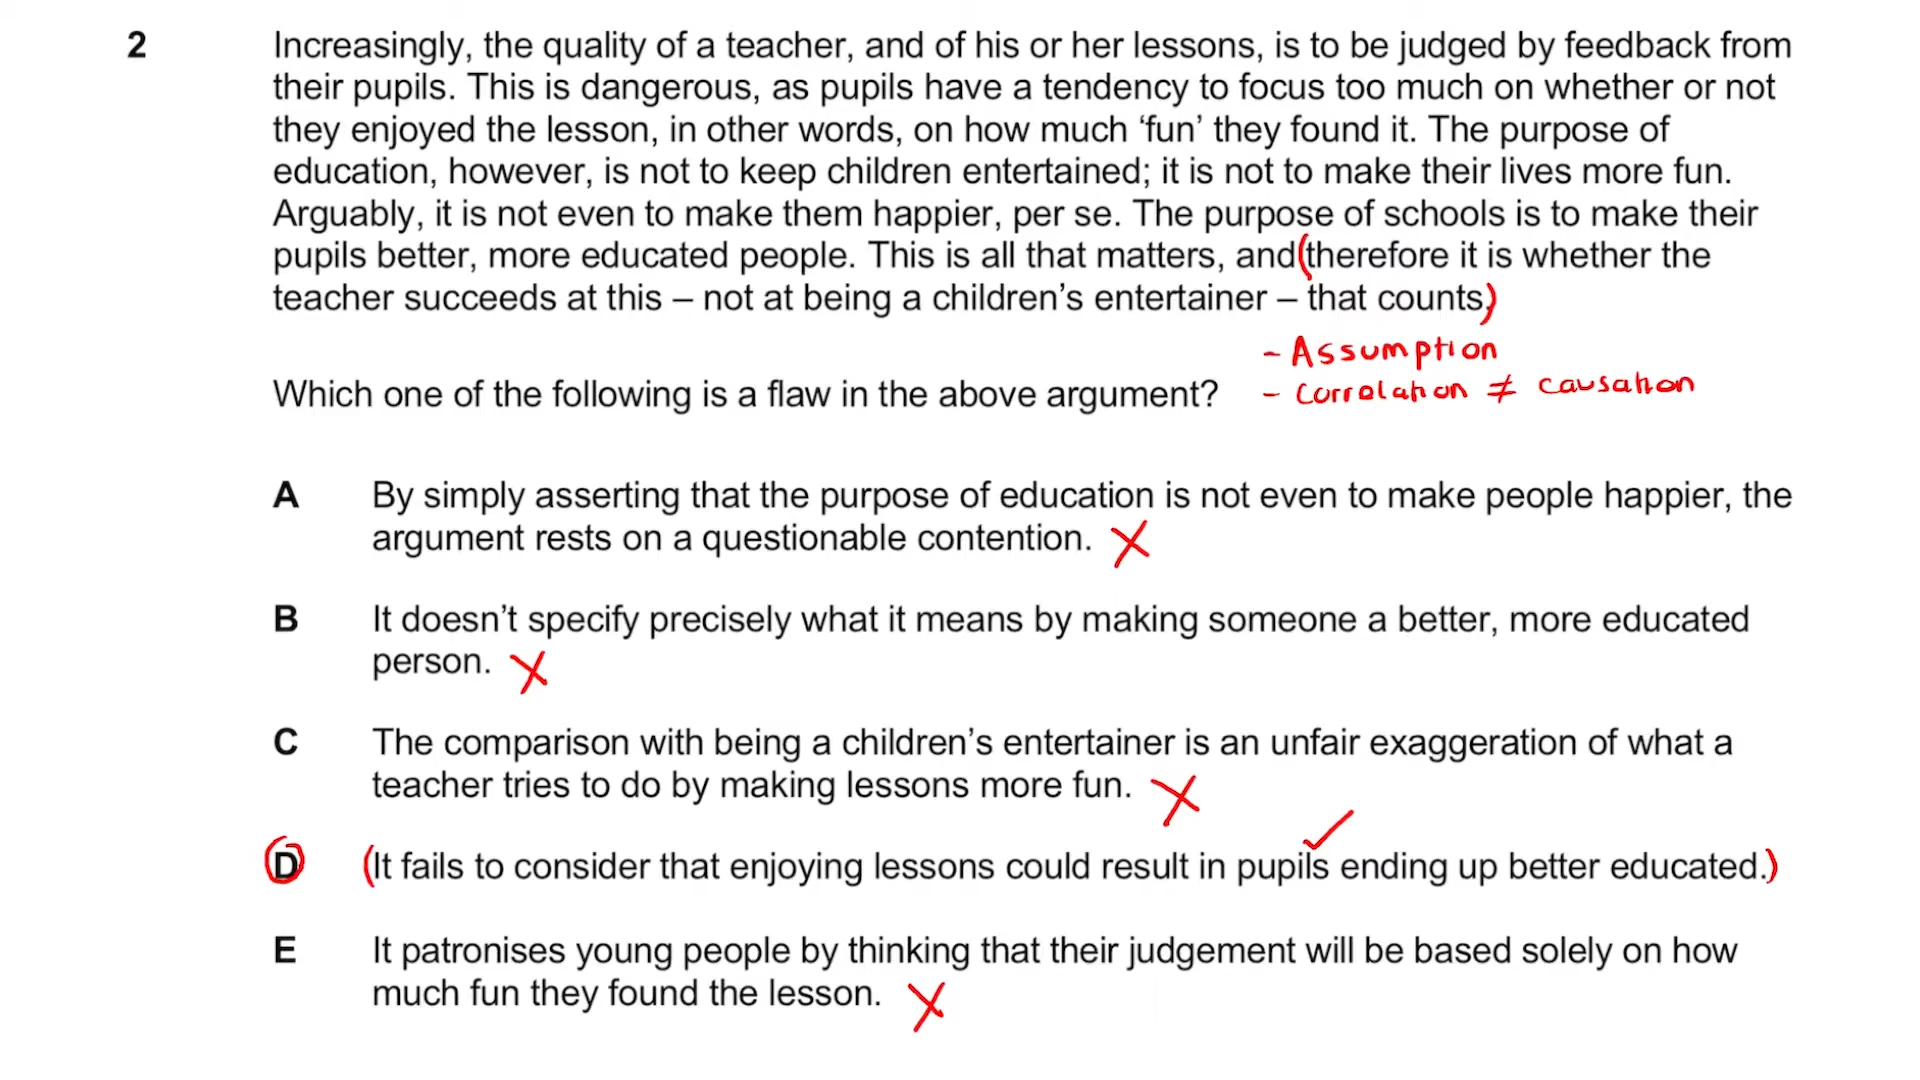 2 Increasingly, the quality of a teacher, and of his or her lessons, is to be judged by feedback from
their pupils. This is dangerous, as pupils have a tendency to focus too much on whether or not
they enjoyed the lesson, in other words, on how much ‘fun’ they found it. The purpose of
education, however, is not to keep children entertained; it is not to make their lives more fun.
Arguably, it is not even to make them happier, per se. The purpose of schools is to make their
pupils better, more educated people. This is all that matters, and (therefore it is whether the
teacher succeeds at this – not at being a children’s entertainer – that counts.)
- Assumption
Which one of the following is a flaw in the above argument?
- Correlation ≠ causation
A By simply asserting that the purpose of education is not even to make people happier, the
argument rests on a questionable contention.
B It doesn’t specify precisely what it means by making someone a better, more educated
person.
C The comparison with being a children’s entertainer is an unfair exaggeration of what a
teacher tries to do by making lessons more fun.
D (It fails to consider that enjoying lessons could result in pupils ending up better educated.)
E It patronises young people by thinking that their judgement will be based solely on how
much fun they found the lesson.